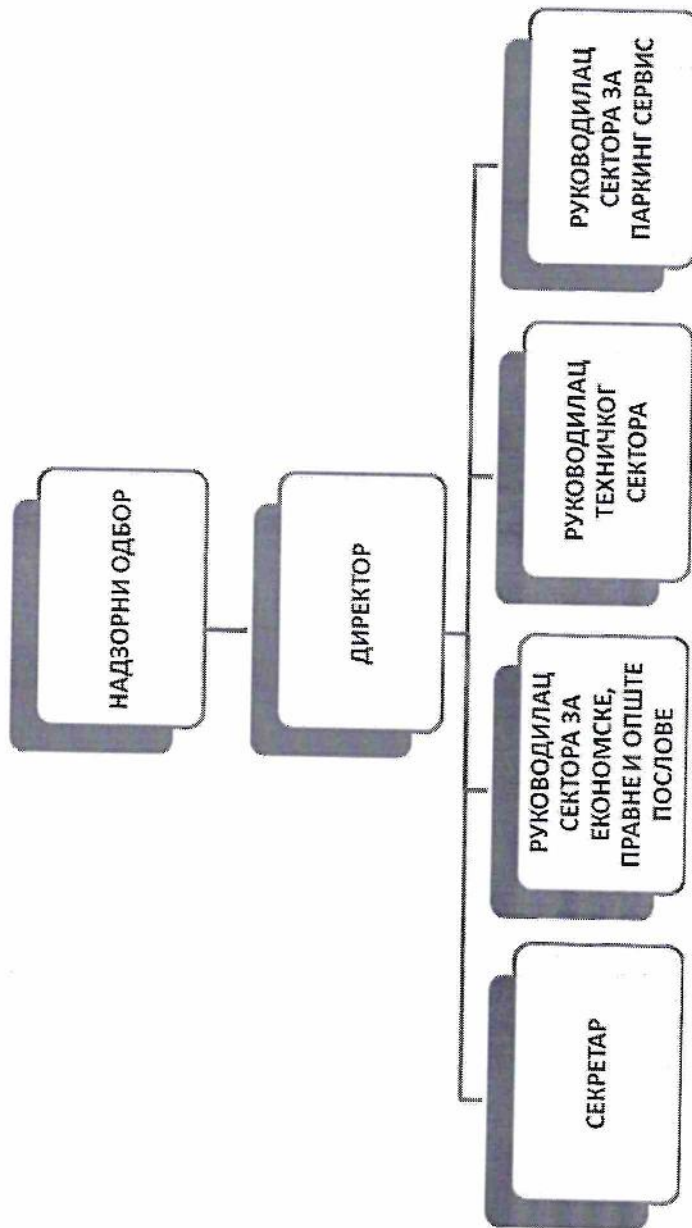 НАДЗОРНИ ОДБОР
ДИРЕКТОР
СЕКРЕТАР
РУКОВОДИЛАЦ
СЕКТОРА ЗА
ЕКОНОМСКЕ,
ПРАВНЕ И ОПШТЕ
ПОСЛОВЕ
РУКОВОДИЛАЦ
ТЕХНИЧКОГ
СЕКТОРА
РУКОВОДИЛАЦ
СЕКТОРА ЗА
ПАРКИНГ СЕРВИС